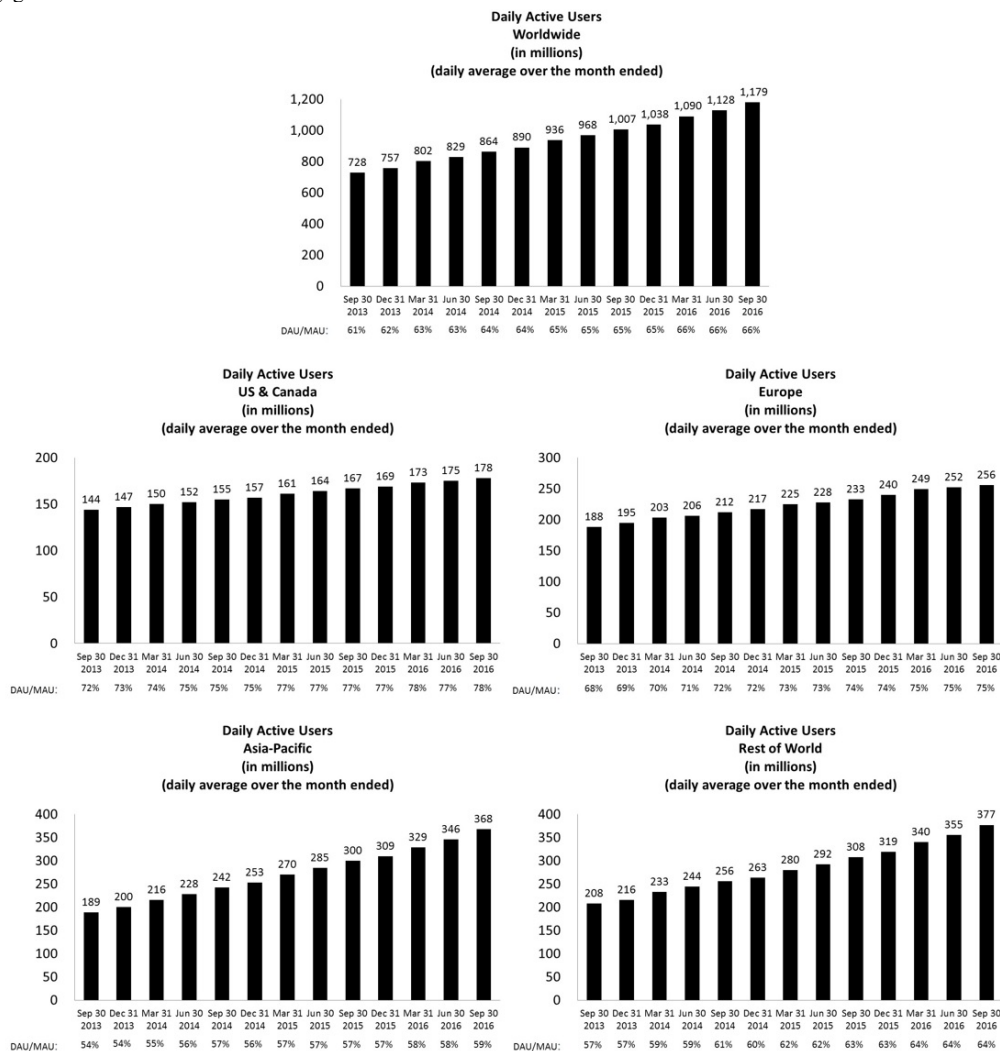 Daily Active Users
Worldwide
(in millions)
(daily average over the month ended)
1,200
1,000
800
600
400
200
0
728 757 802 829 864 890 936 968 1,007 1,038 1,090 1,128 1,179
Sep 30 Dec 31 Mar 31 Jun 30 Sep 30 Dec 31 Mar 31 Jun 30 Sep 30 Dec 31 Mar 31 Jun 30 Sep 30
2013 2013 2014 2014 2014 2014 2015 2015 2015 2015 2016 2016 2016
DAU/MAU: 61% 62% 63% 63% 64% 64% 65% 65% 65% 65% 66% 66% 66%
Daily Active Users
US & Canada
(in millions)
(daily average over the month ended)
200
150
100
50
0
144 147 150 152 155 157 161 164 167 169 173 175 178
Sep 30 Dec 31 Mar 31 Jun 30 Sep 30 Dec 31 Mar 31 Jun 30 Sep 30 Dec 31 Mar 31 Jun 30 Sep 30
2013 2013 2014 2014 2014 2014 2015 2015 2015 2015 2016 2016 2016
DAU/MAU: 72% 73% 74% 75% 75% 75% 77% 77% 77% 77% 78% 77% 78%
Daily Active Users
Europe
(in millions)
(daily average over the month ended)
300
250
200
150
100
50
0
188 195 203 206 212 217 225 228 233 240 249 252 256
Sep 30 Dec 31 Mar 31 Jun 30 Sep 30 Dec 31 Mar 31 Jun 30 Sep 30 Dec 31 Mar 31 Jun 30 Sep 30
2013 2013 2014 2014 2014 2014 2015 2015 2015 2015 2016 2016 2016
DAU/MAU: 68% 69% 70% 71% 72% 72% 73% 73% 74% 74% 75% 75% 75%
Daily Active Users
Asia-Pacific
(in millions)
(daily average over the month ended)
400
350
300
250
200
150
100
50
0
189 200 216 228 242 253 270 285 300 309 329 346 368
Sep 30 Dec 31 Mar 31 Jun 30 Sep 30 Dec 31 Mar 31 Jun 30 Sep 30 Dec 31 Mar 31 Jun 30 Sep 30
2013 2013 2014 2014 2014 2014 2015 2015 2015 2015 2016 2016 2016
DAU/MAU: 54% 54% 55% 56% 57% 56% 57% 57% 57% 57% 58% 58% 59%
Daily Active Users
Rest of World
(in millions)
(daily average over the month ended)
400
350
300
250
200
150
100
50
0
208 216 233 244 256 263 280 292 308 319 340 355 377
Sep 30 Dec 31 Mar 31 Jun 30 Sep 30 Dec 31 Mar 31 Jun 30 Sep 30 Dec 31 Mar 31 Jun 30 Sep 30
2013 2013 2014 2014 2014 2014 2015 2015 2015 2015 2016 2016 2016
DAU/MAU: 57% 57% 59% 59% 61% 60% 62% 62% 63% 63% 64% 64% 64%